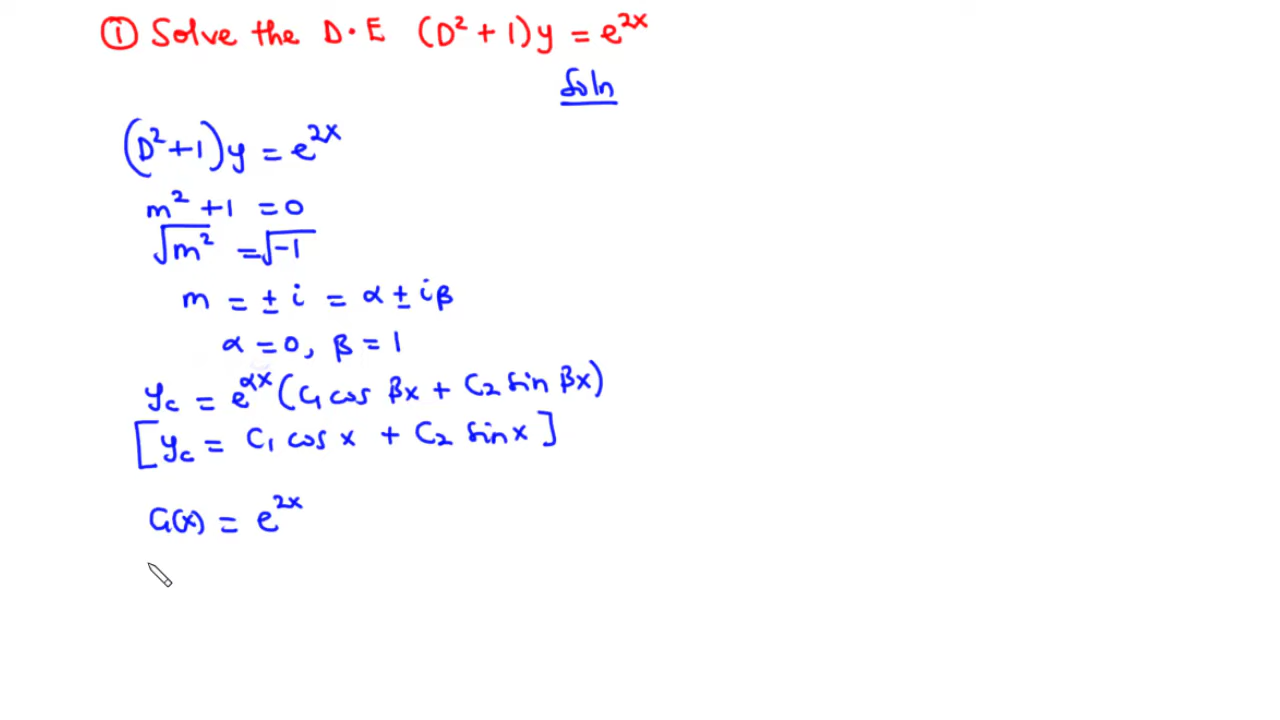 ① Solve the D.E (D² + 1)y = e^{2x}
Soln
(D² + 1)y = e^{2x}
m² + 1 = 0
√m² = √-1
m = ± i = α ± iβ
α = 0, β = 1
y_c = e^{αx} (C₁ cos βx + C₂ sin βx)
[y_c = C₁ cos x + C₂ sin x]
G(x) = e^{2x}